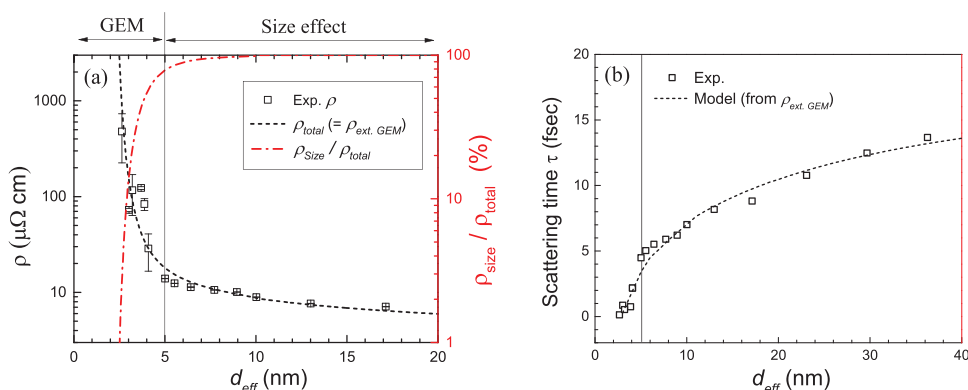 GEM Size effect
(a)
Exp. ρ
ρtotal (= ρext. GEM)
ρSize / ρtotal
1000
100
10
ρ (μΩ cm)
0 5 10 15 20
deff (nm)
100
10
1
ρsize / ρtotal (%)
(b)
Exp.
Model (from ρext. GEM)
25
20
15
10
5
0
Scattering time τ (fsec)
0 10 20 30 40
deff (nm)